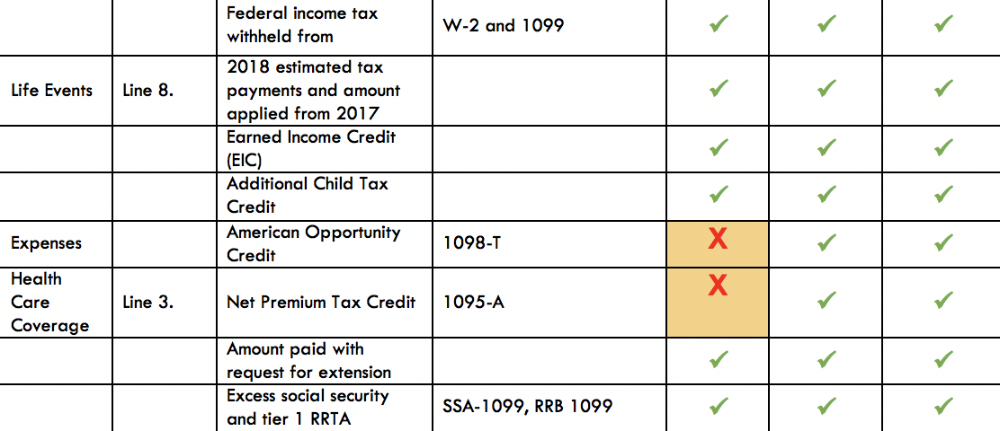 Federal income tax
withheld from
W-2 and 1099
✓ ✓ ✓
Life Events
Line 8.
2018 estimated tax
payments and amount
applied from 2017
✓ ✓ ✓
Earned Income Credit
(EIC)
✓ ✓ ✓
Additional Child Tax
Credit
✓ ✓ ✓
Expenses
American Opportunity
Credit
1098-T
X ✓ ✓
Health
Care
Coverage
Line 3.
Net Premium Tax Credit
1095-A
X ✓ ✓
Amount paid with
request for extension
✓ ✓ ✓
Excess social security
and tier 1 RRTA
SSA-1099, RRB 1099
✓ ✓ ✓